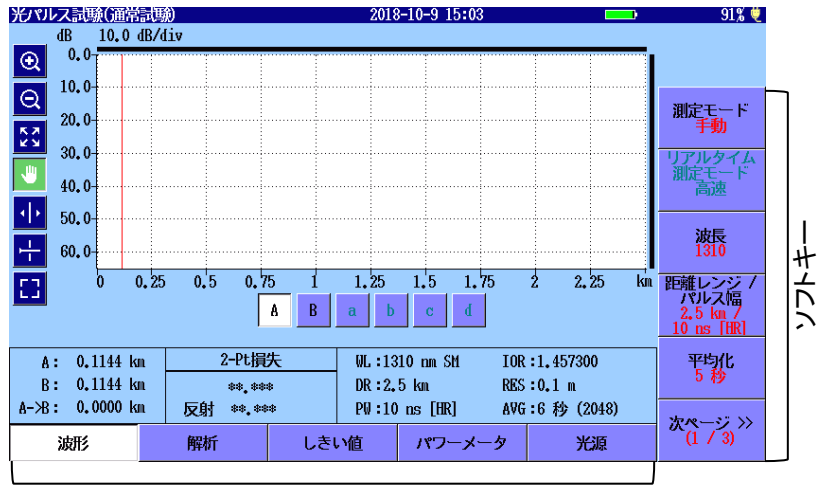 光パルス試験(通常試験) 2018-10-9 15:03 91%
dB 10.0 dB/div
0.0
10.0
20.0
30.0
40.0
50.0
60.0
0 0.25 0.5 0.75 1 1.25 1.5 1.75 2 2.25 km
A B a b c d
A: 0.1144 km
B: 0.1144 km
A->B: 0.0000 km
2-Pt損失
**.***
反射 **.***
WL:1310 nm SM IOR:1.457300
DR:2.5 km RES:0.1 m
PW:10 ns [HR] AVG:6 秒 (2048)
波形 解析 しきい値 パワーメータ 光源
測定モード
手動
リアルタイム
測定モード
高速
波長
1310
距離レンジ /
パルス幅
2.5 km /
10 ns [HR]
平均化
5 秒
次ページ >>
(1 / 3)
ソフトキー